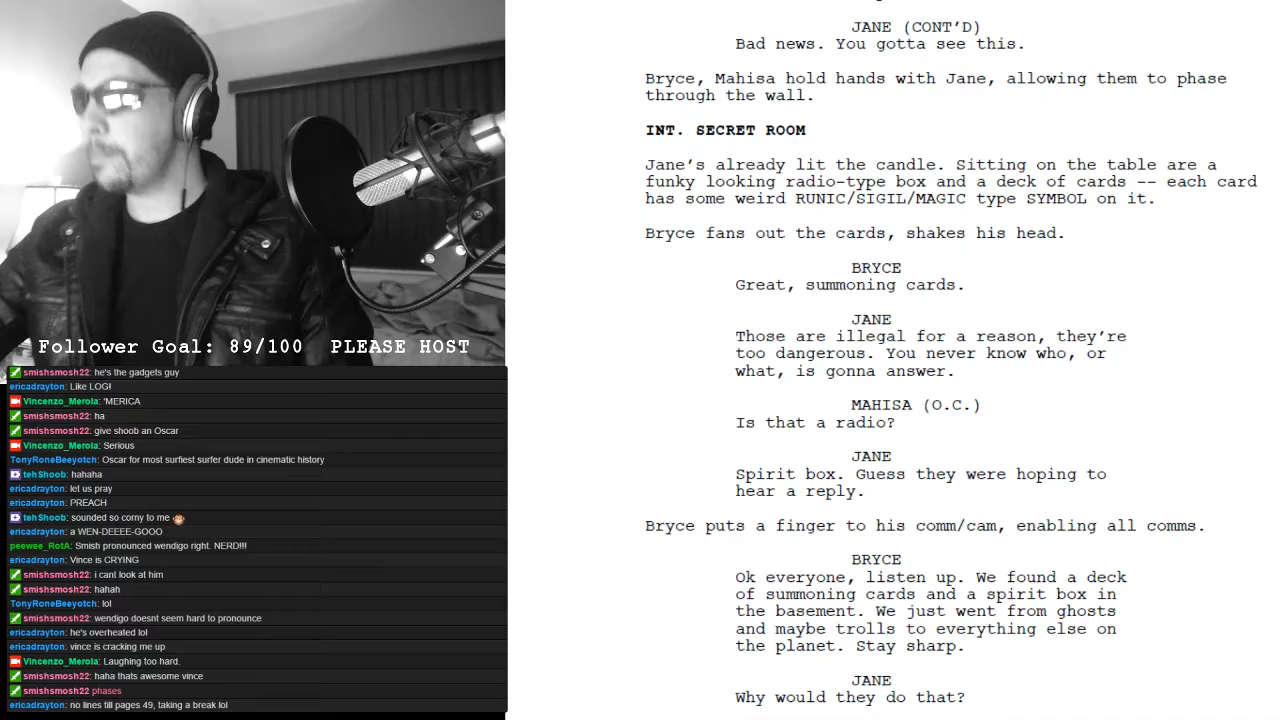 Follower Goal: 89/100 PLEASE HOST
smishsmosh22: he's the gadgets guy
ericadrayton: Like LOG!
Vincenzo_Merola: 'MERICA
smishsmosh22: ha
smishsmosh22: give shoob an Oscar
Vincenzo_Merola: Serious
TonyRoneBeeyotch: Oscar for most surfiest surfer dude in cinematic history
tehShoob: hahaha
ericadrayton: let us pray
ericadrayton: PREACH
tehShoob: sounded so corny to me
ericadrayton: a WEN-DEEEE-GOOO
peewee_RotA: Smish pronounced wendigo right. NERD!!!
ericadrayton: Vince is CRYING
smishsmosh22: i cant look at him
smishsmosh22: hahah
TonyRoneBeeyotch: lol
smishsmosh22: wendigo doesnt seem hard to pronounce
ericadrayton: he's overheated lol
ericadrayton: vince is cracking me up
Vincenzo_Merola: Laughing too hard.
smishsmosh22: haha thats awesome vince
smishsmosh22 phases
ericadrayton: no lines till pages 49, taking a break lol
JANE (CONT'D)
Bad news. You gotta see this.
Bryce, Mahisa hold hands with Jane, allowing them to phase
through the wall.
INT. SECRET ROOM
Jane's already lit the candle. Sitting on the table are a
funky looking radio-type box and a deck of cards -- each card
has some weird RUNIC/SIGIL/MAGIC type SYMBOL on it.
Bryce fans out the cards, shakes his head.
BRYCE
Great, summoning cards.
JANE
Those are illegal for a reason, they're
too dangerous. You never know who, or
what, is gonna answer.
MAHISA (O.C.)
Is that a radio?
JANE
Spirit box. Guess they were hoping to
hear a reply.
Bryce puts a finger to his comm/cam, enabling all comms.
BRYCE
Ok everyone, listen up. We found a deck
of summoning cards and a spirit box in
the basement. We just went from ghosts
and maybe trolls to everything else on
the planet. Stay sharp.
JANE
Why would they do that?